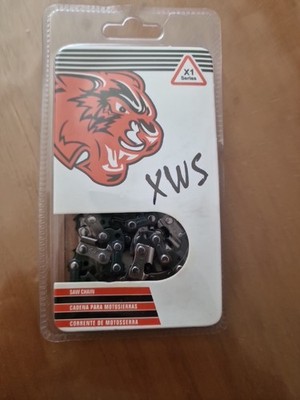 X1
Series
XWS
SAW CHAIN
CADENA PARA MOTOSIERRAS
CORRENTE DE MOTOSSERRA